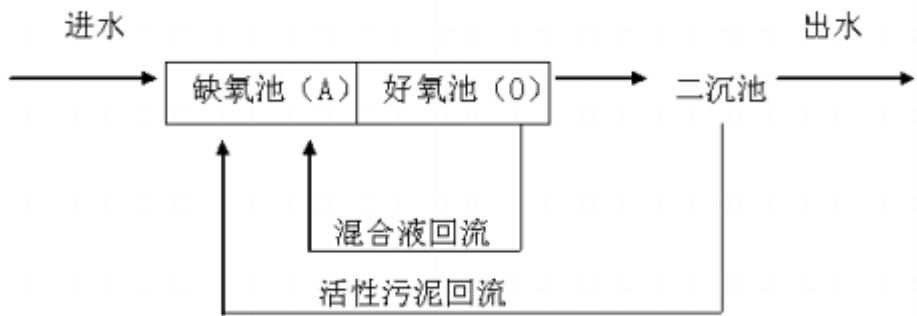 进水
出水
缺氧池（A）
好氧池（O）
二沉池
混合液回流
活性污泥回流